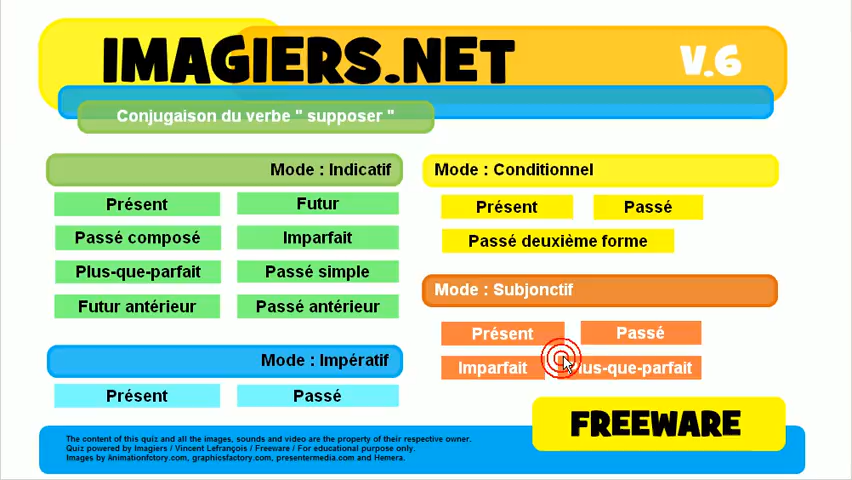 IMAGIERS.NET
V.6
Conjugaison du verbe " supposer "
Mode : Indicatif
Présent
Futur
Passé composé
Imparfait
Plus-que-parfait
Passé simple
Futur antérieur
Passé antérieur
Mode : Impératif
Présent
Passé
Mode : Conditionnel
Présent
Passé
Passé deuxième forme
Mode : Subjonctif
Présent
Passé
Imparfait
Plus-que-parfait
FREEWARE
The content of this quiz and all the images, sounds and video are the property of their respective owner.
Quiz powered by Imagiers / Vincent Lefrançois / Freeware / For educational purpose only.
Images by Animationfctory.com, graphicsfactory.com, presentermedia.com and Hemera.